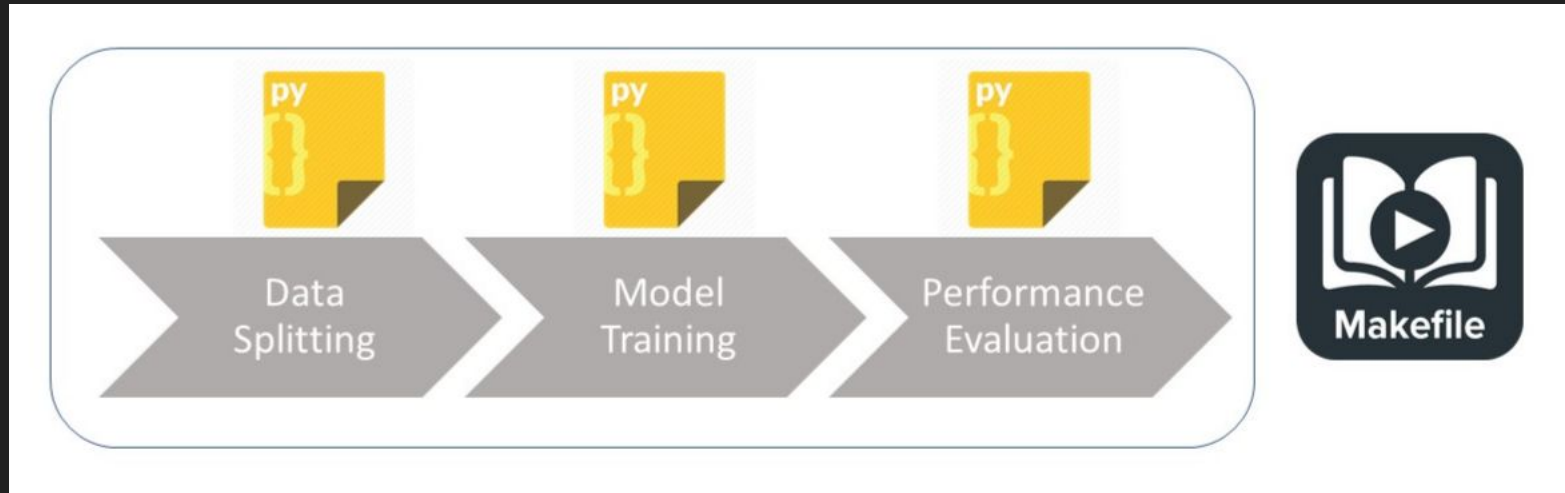 py
{}
py
{}
py
{}
Data
Splitting
Model
Training
Performance
Evaluation
Makefile